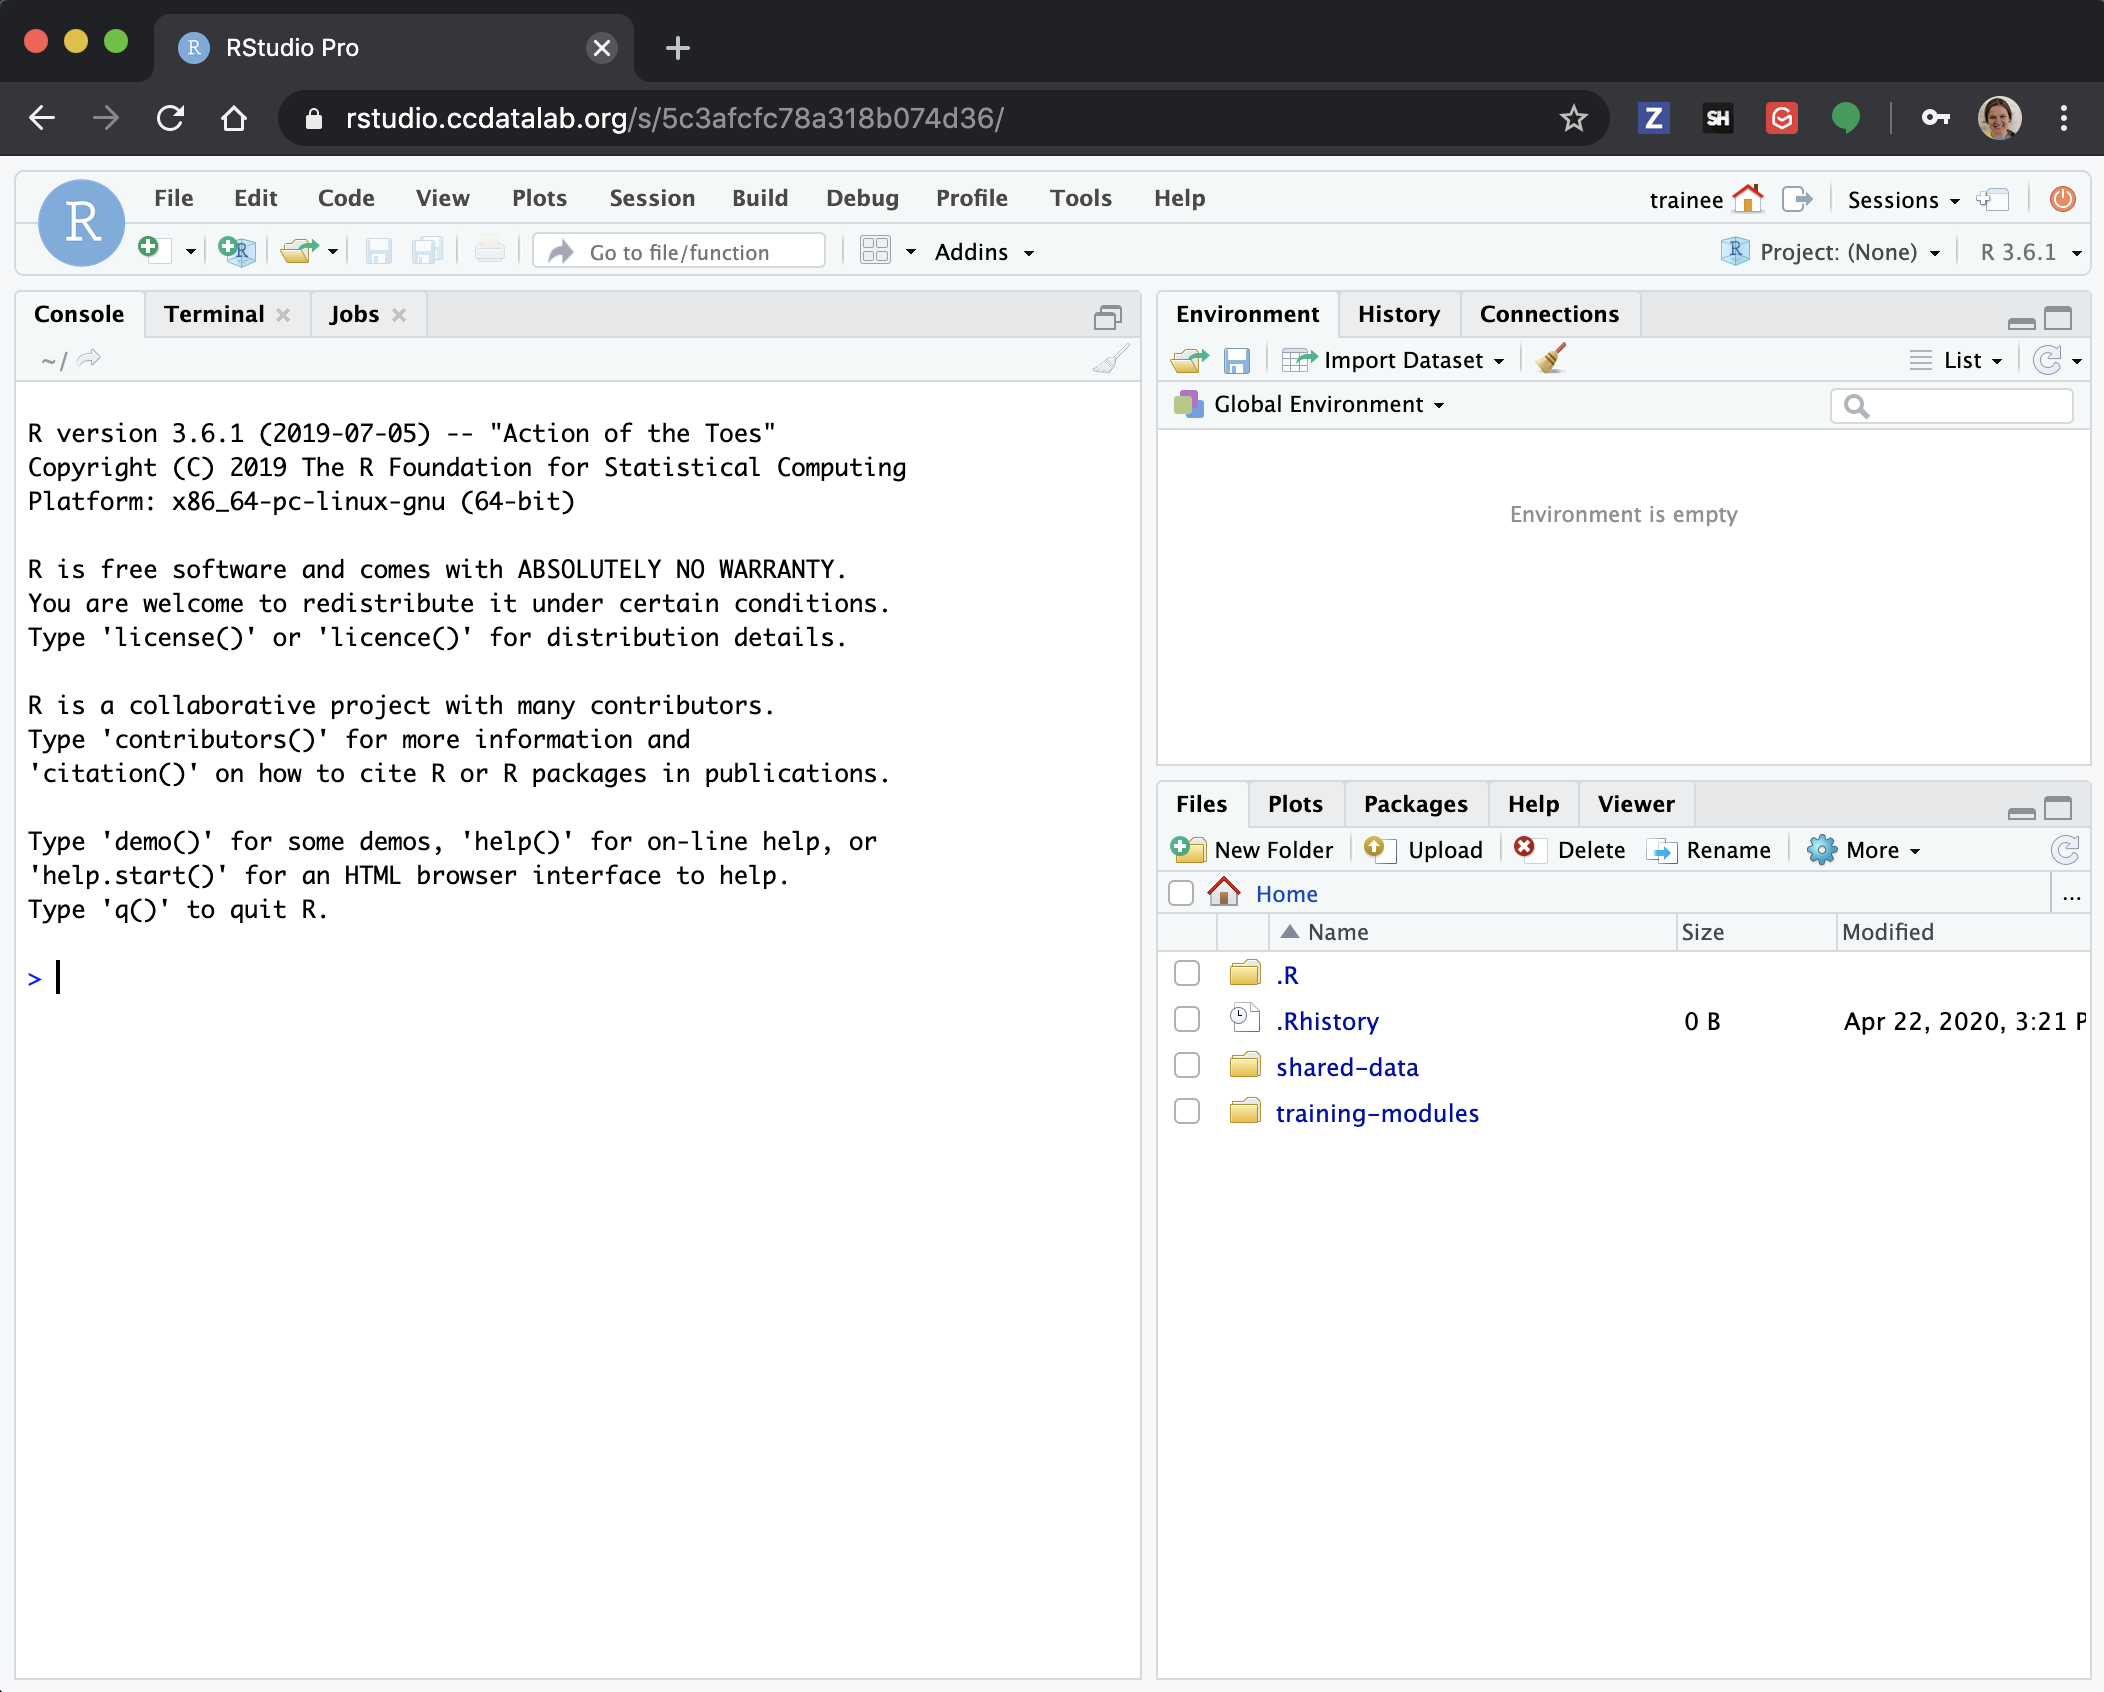 RStudio Pro
rstudio.ccdatalab.org/s/5c3afcfc78a318b074d36/
Z SH G
R
File Edit Code View Plots Session Build Debug Profile Tools Help
trainee Sessions
Go to file/function Addins
Project: (None) R 3.6.1
Console Terminal Jobs
~/
R version 3.6.1 (2019-07-05) -- "Action of the Toes"
Copyright (C) 2019 The R Foundation for Statistical Computing
Platform: x86_64-pc-linux-gnu (64-bit)
R is free software and comes with ABSOLUTELY NO WARRANTY.
You are welcome to redistribute it under certain conditions.
Type 'license()' or 'licence()' for distribution details.
R is a collaborative project with many contributors.
Type 'contributors()' for more information and
'citation()' on how to cite R or R packages in publications.
Type 'demo()' for some demos, 'help()' for on-line help, or
'help.start()' for an HTML browser interface to help.
Type 'q()' to quit R.
>
Environment History Connections
Import Dataset List
Global Environment
Environment is empty
Files Plots Packages Help Viewer
New Folder Upload Delete Rename More
Home ...
Name Size Modified
.R
.Rhistory 0 B Apr 22, 2020, 3:21 P
shared-data
training-modules